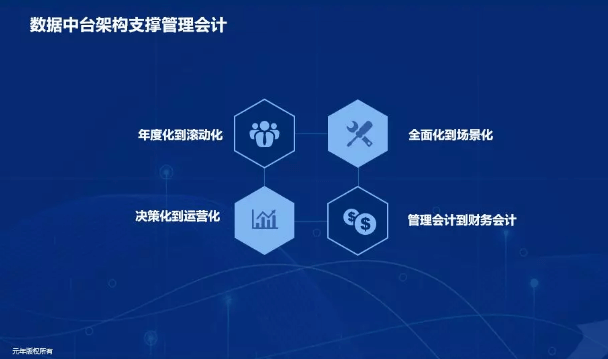 数据中台架构支撑管理会计
年度化到滚动化
全面化到场景化
决策化到运营化
管理会计到财务会计
元年版权所有